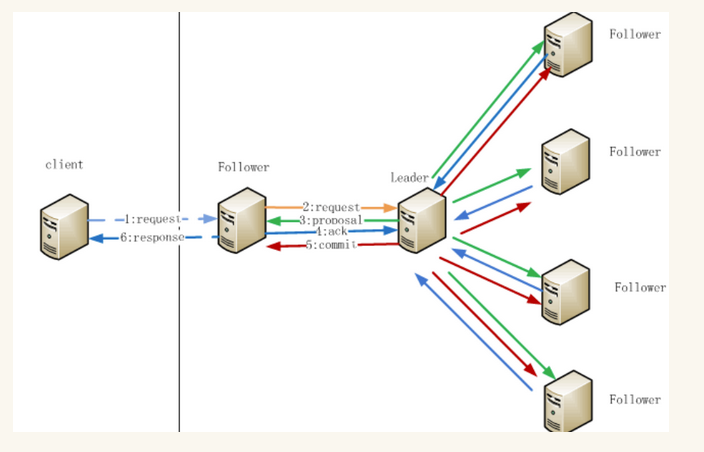 Follower
Follower
client
Follower
Leader
2:request
1:request
3:proposal
4:ack
6:response
5:commit
Follower
Follower